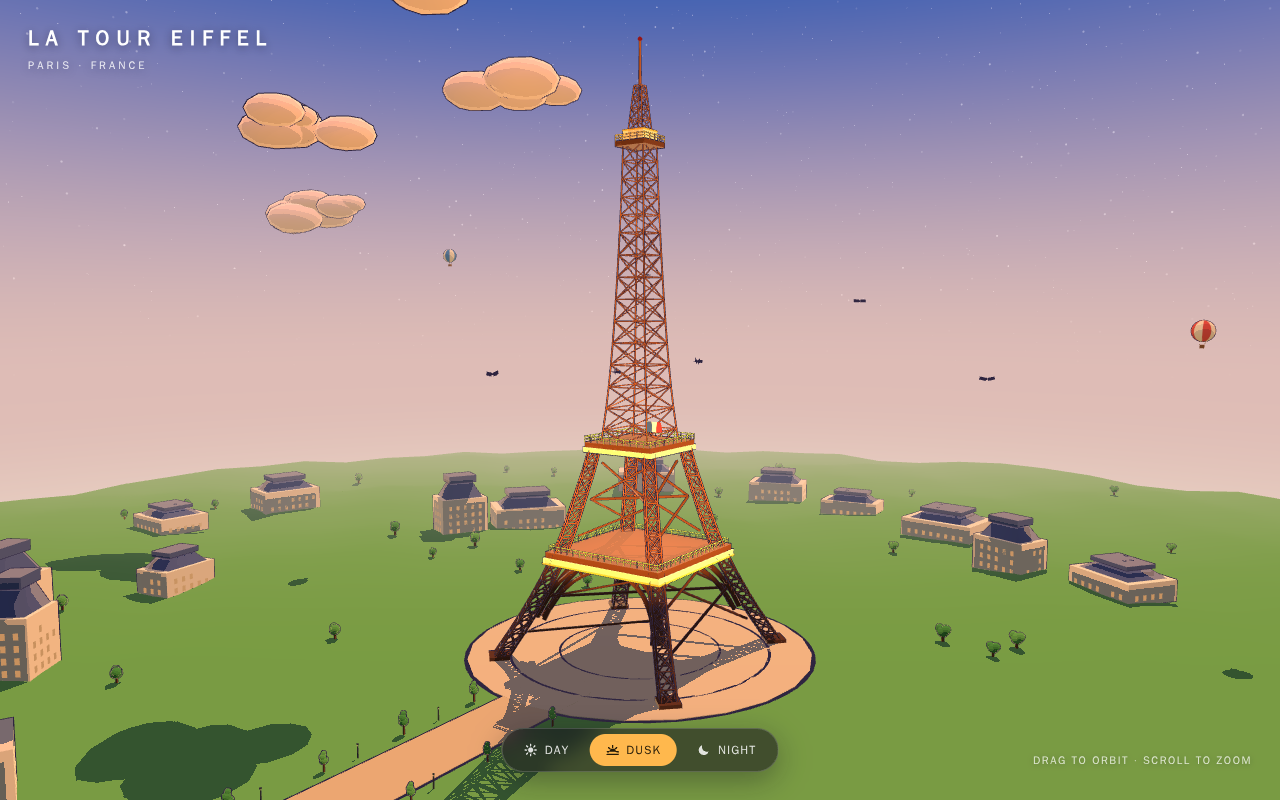 LA TOUR EIFFEL
PARIS · FRANCE
DAY
DUSK
NIGHT
DRAG TO ORBIT · SCROLL TO ZOOM